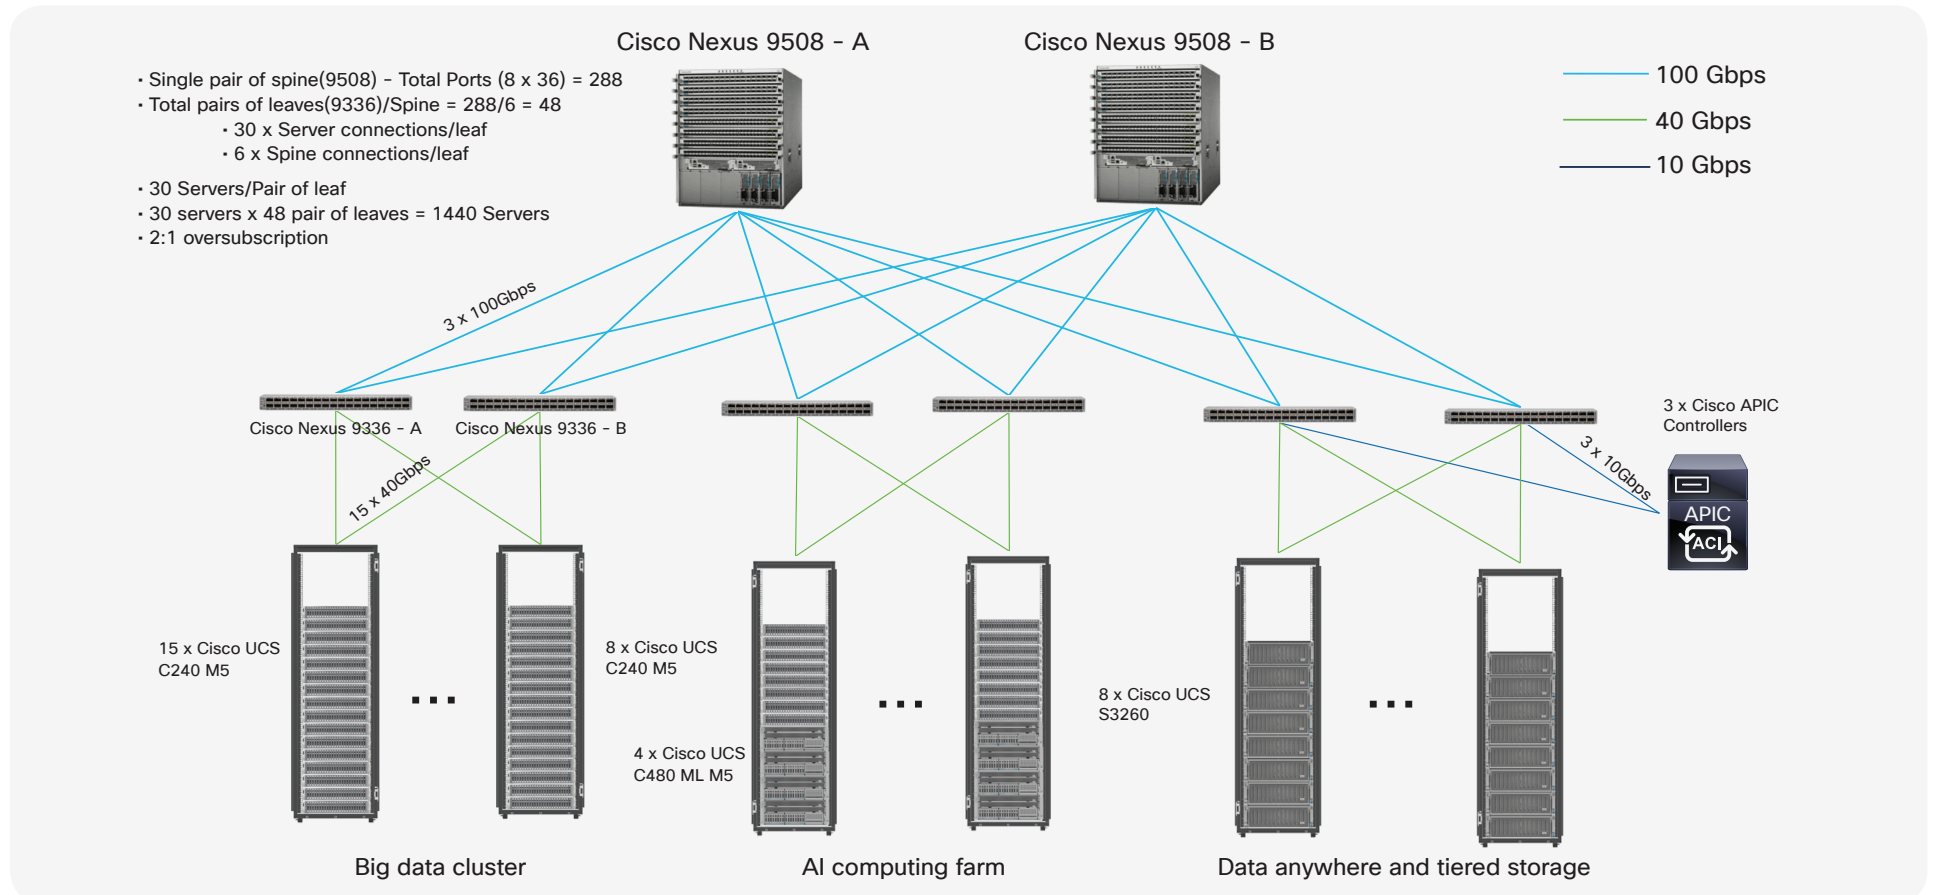 Cisco Nexus 9508 - A
Cisco Nexus 9508 - B
· Single pair of spine(9508) - Total Ports (8 x 36) = 288
· Total pairs of leaves(9336)/Spine = 288/6 = 48
· 30 x Server connections/leaf
· 6 x Spine connections/leaf
· 30 Servers/Pair of leaf
· 30 servers x 48 pair of leaves = 1440 Servers
· 2:1 oversubscription
100 Gbps
40 Gbps
10 Gbps
3 x 100Gbps
Cisco Nexus 9336 - A
Cisco Nexus 9336 - B
3 x Cisco APIC
Controllers
15 x 40Gbps
3 x 10Gbps
APIC
ACI
15 x Cisco UCS
C240 M5
8 x Cisco UCS
C240 M5
4 x Cisco UCS
C480 ML M5
8 x Cisco UCS
S3260
Big data cluster
AI computing farm
Data anywhere and tiered storage